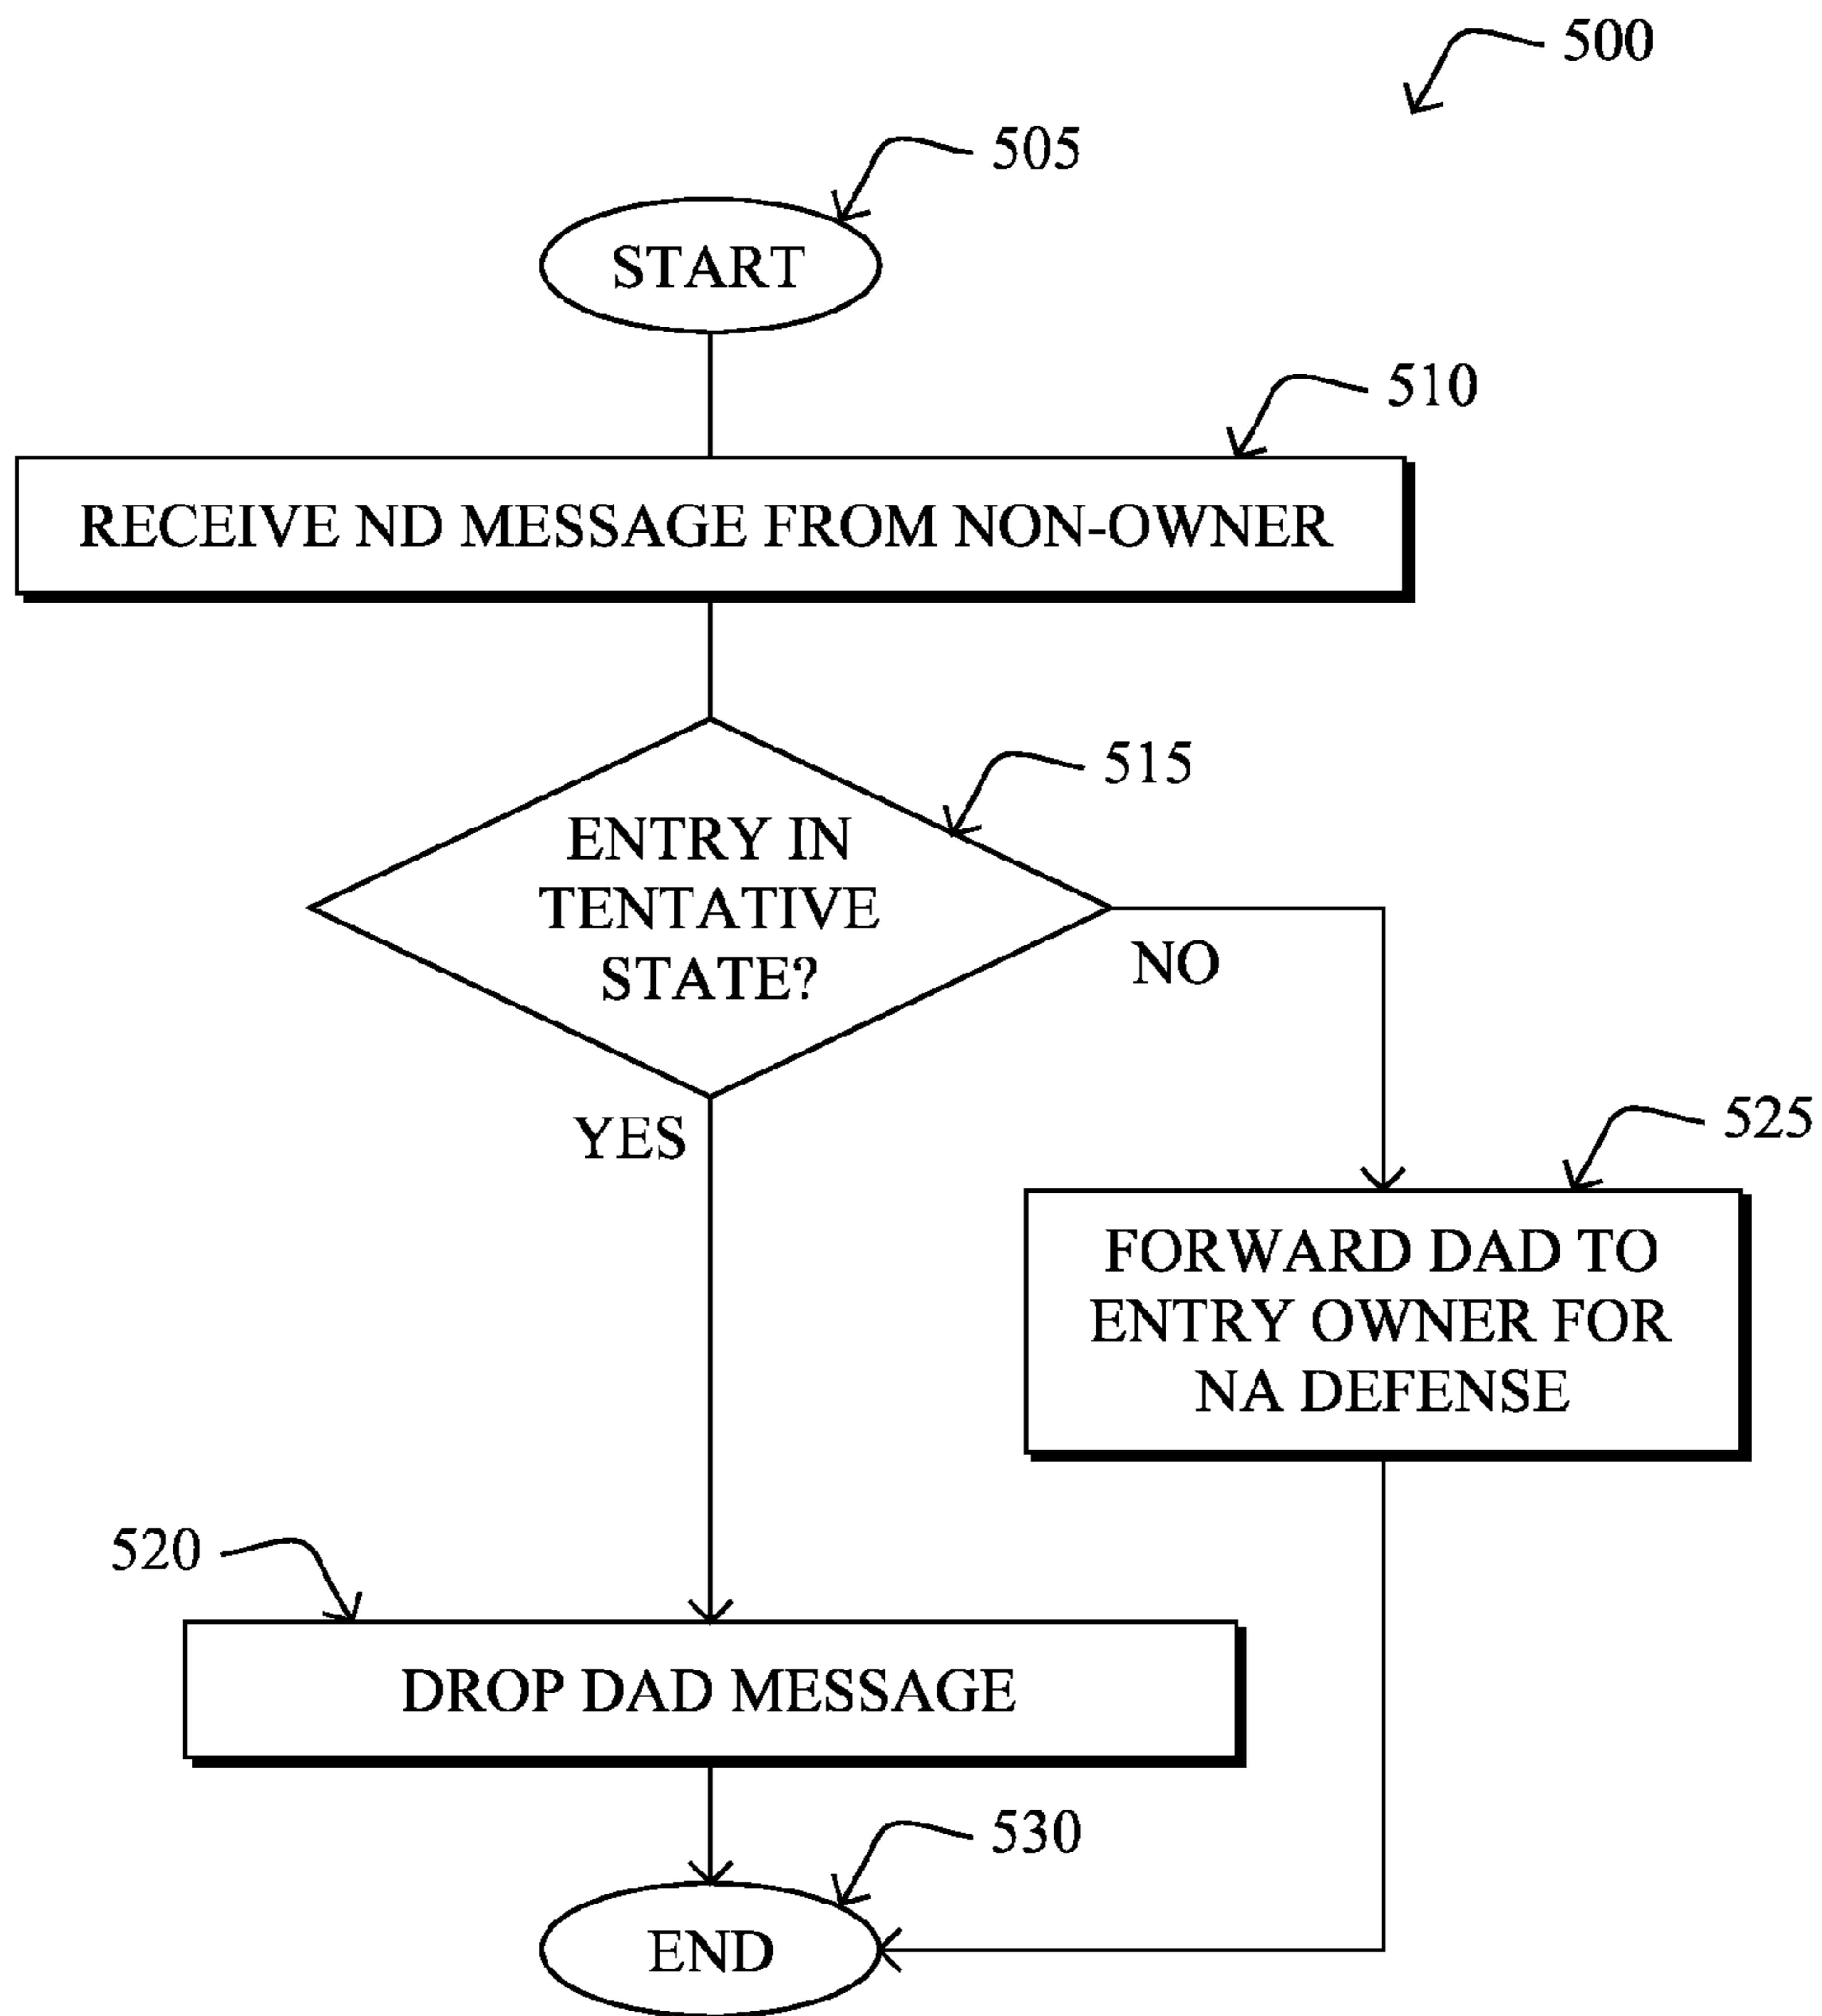 500
505
START
510
RECEIVE ND MESSAGE FROM NON-OWNER
515
ENTRY IN
TENTATIVE
STATE?
NO
YES
525
FORWARD DAD TO
ENTRY OWNER FOR
NA DEFENSE
520
DROP DAD MESSAGE
530
END